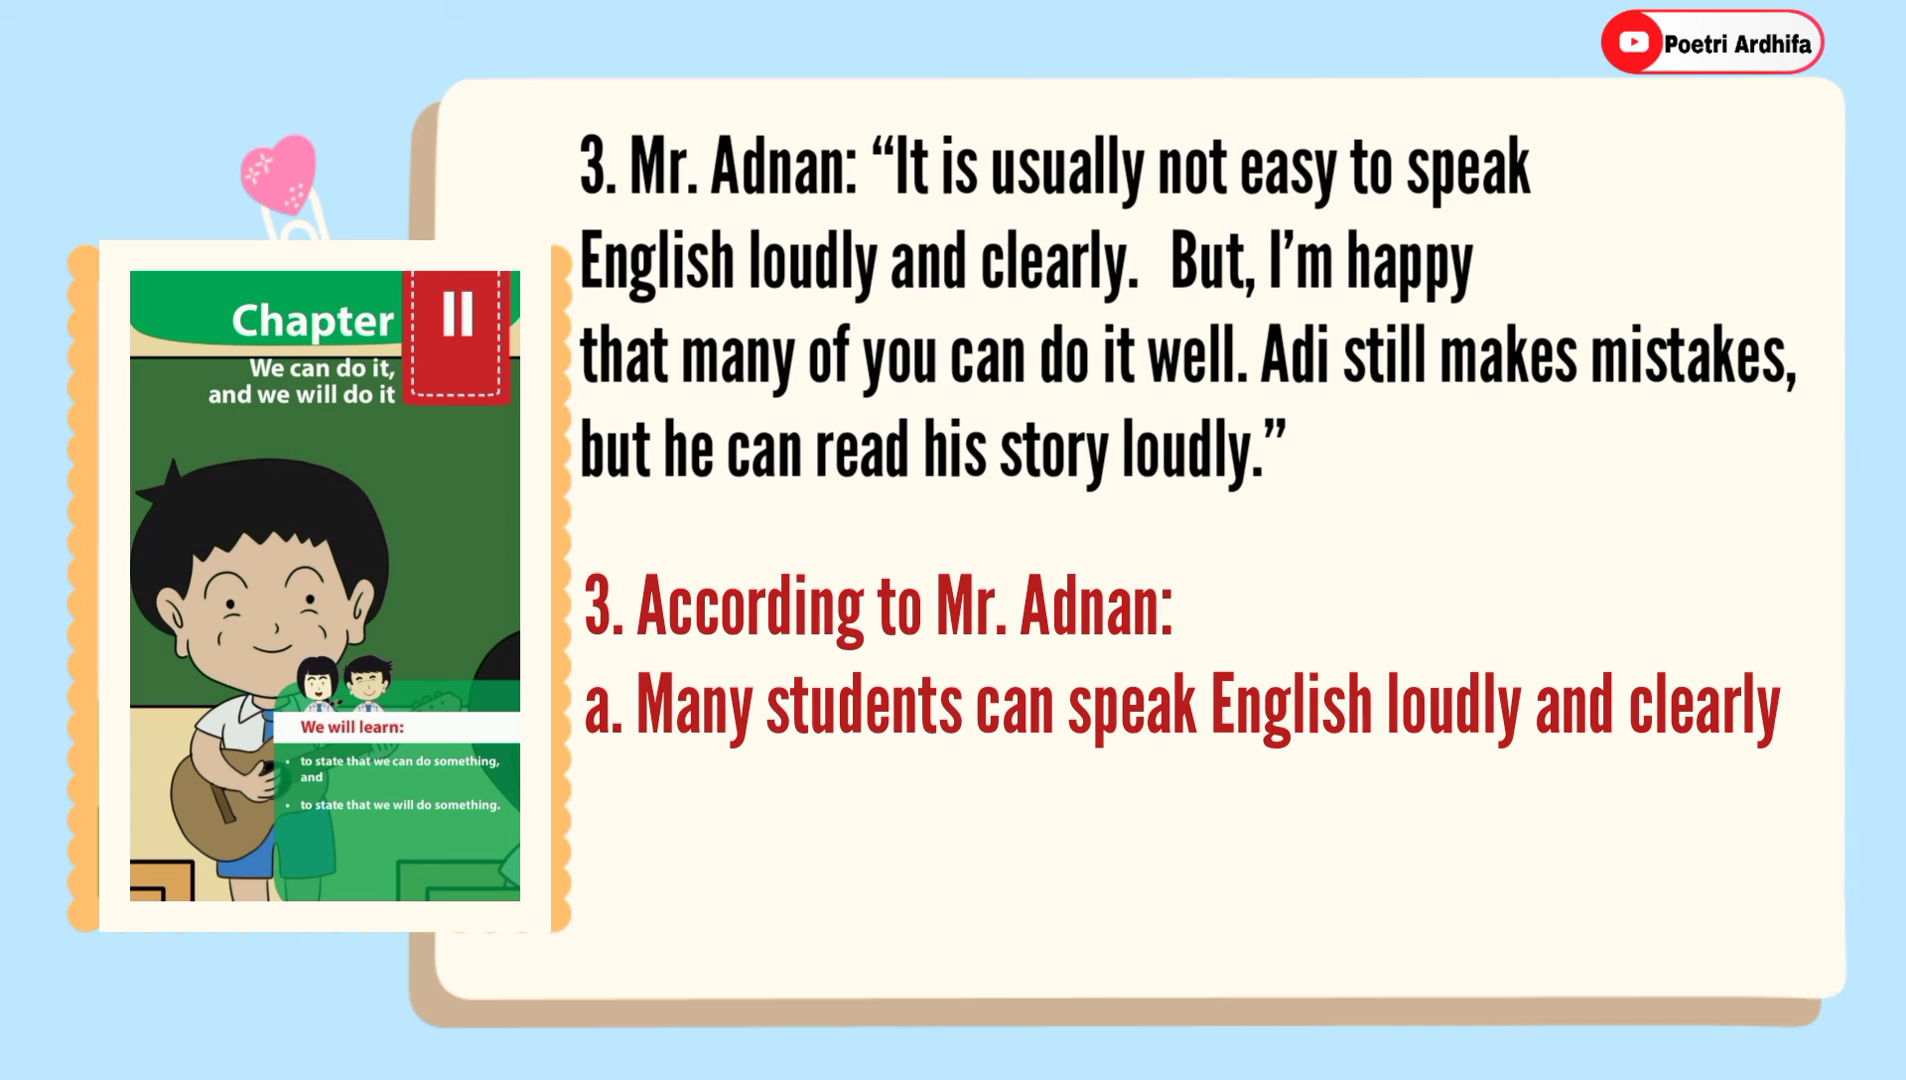 Poetri Ardhifa
3. Mr. Adnan: “It is usually not easy to speak
English loudly and clearly. But, I’m happy
that many of you can do it well. Adi still makes mistakes,
but he can read his story loudly.”
3. According to Mr. Adnan:
a. Many students can speak English loudly and clearly
Chapter
II
We can do it,
and we will do it
We will learn:
• to state that we can do something,
and
• to state that we will do something.